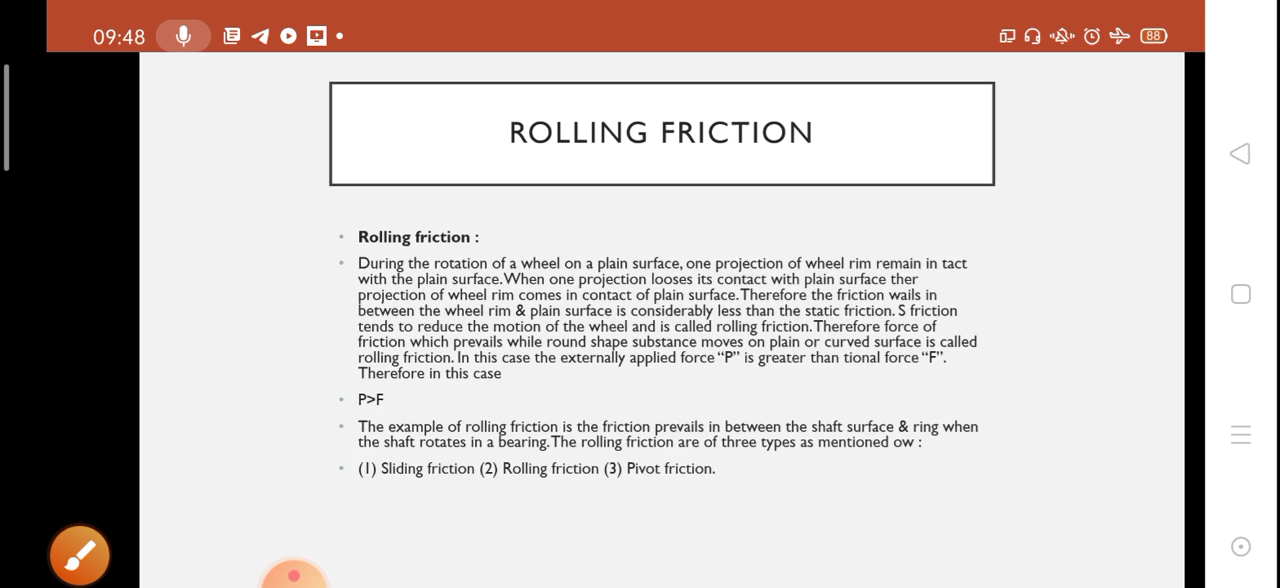 09:48
88
ROLLING FRICTION
Rolling friction :
During the rotation of a wheel on a plain surface, one projection of wheel rim remain in tact
with the plain surface. When one projection looses its contact with plain surface ther
projection of wheel rim comes in contact of plain surface. Therefore the friction wails in
between the wheel rim & plain surface is considerably less than the static friction. S friction
tends to reduce the motion of the wheel and is called rolling friction. Therefore force of
friction which prevails while round shape substance moves on plain or curved surface is called
rolling friction. In this case the externally applied force “P” is greater than tional force “F”.
Therefore in this case
P>F
The example of rolling friction is the friction prevails in between the shaft surface & ring when
the shaft rotates in a bearing. The rolling friction are of three types as mentioned ow :
(1) Sliding friction (2) Rolling friction (3) Pivot friction.